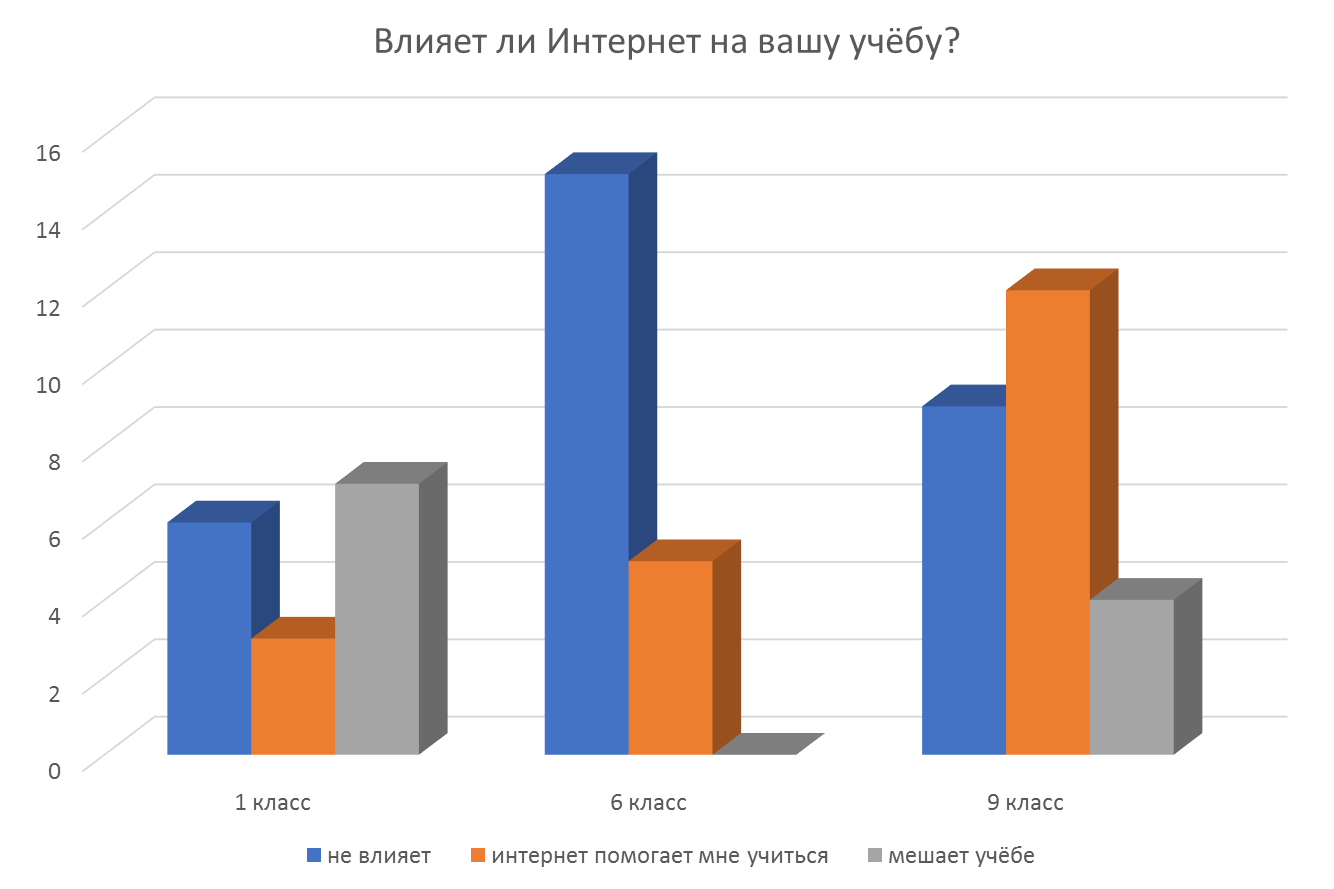 Влияет ли Интернет на вашу учёбу?
16
14
12
10
8
6
4
2
0
1 класс
6 класс
9 класс
не влияет
интернет помогает мне учиться
мешает учёбе